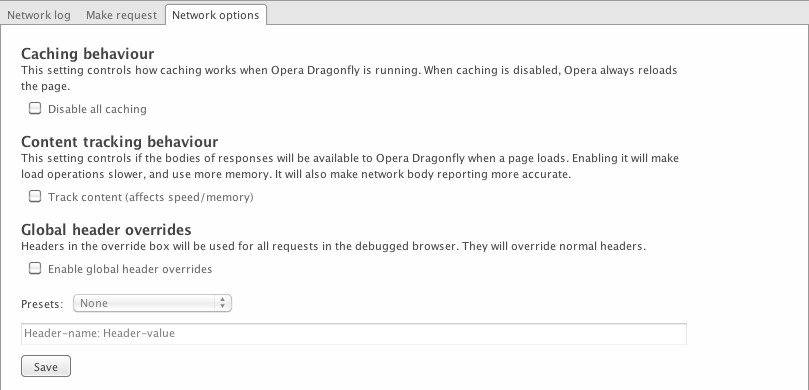 Network log Make request Network options
Caching behaviour
This setting controls how caching works when Opera Dragonfly is running. When caching is disabled, Opera always reloads
the page.
Disable all caching
Content tracking behaviour
This setting controls if the bodies of responses will be available to Opera Dragonfly when a page loads. Enabling it will make
load operations slower, and use more memory. It will also make network body reporting more accurate.
Track content (affects speed/memory)
Global header overrides
Headers in the override box will be used for all requests in the debugged browser. They will override normal headers.
Enable global header overrides
Presets: None
Header-name: Header-value
Save